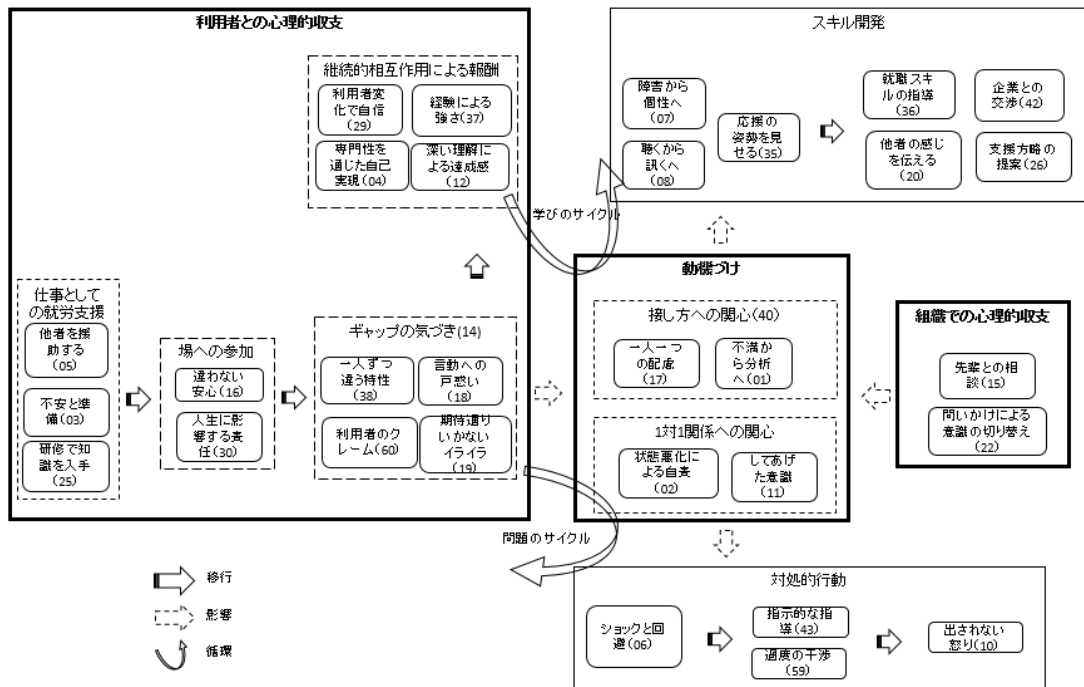 利用者との心理的収支
継続的相互作用による報酬
利用者変
化で自信
(29)
経験による
強さ(37)
専門性を
通じた自己
実現(04)
深い理解に
よる達成感
(12)
仕事として
の就労支援
他者を援
助する
(05)
不安と準
備(03)
研修で知
識を入手
(25)
場への参加
違わない
安心(16)
人生に影
響する責
任(30)
ギャップの気づき(14)
一人ずつ
違う特性
(38)
言動への
戸惑い
(18)
利用者のク
レーム(60)
期待通り
いかない
イライラ
(19)
スキル開発
障害から
個性へ
(07)
聴くから
訊くへ
(08)
応援の
姿勢を見
せる(35)
就職スキ
ルの指導
(36)
企業との
交渉(42)
他者の感じ
を伝える
(20)
支援方略
の提案(26)
学びのサイクル
動機づけ
接し方への関心(40)
一人一つ
の配慮
(17)
不満か
ら分析
へ(01)
1対1関係への関心
状態悪化に
よる自責
(02)
してあげ
た意識
(11)
組織での心理的収支
先輩との相
談(15)
問いかけによる
意識の切り替え
(22)
問題のサイクル
対処的行動
ショックと回
避(06)
指示的な指
導(43)
過度の干渉
(59)
出されない
怒り(10)
移行
影響
循環